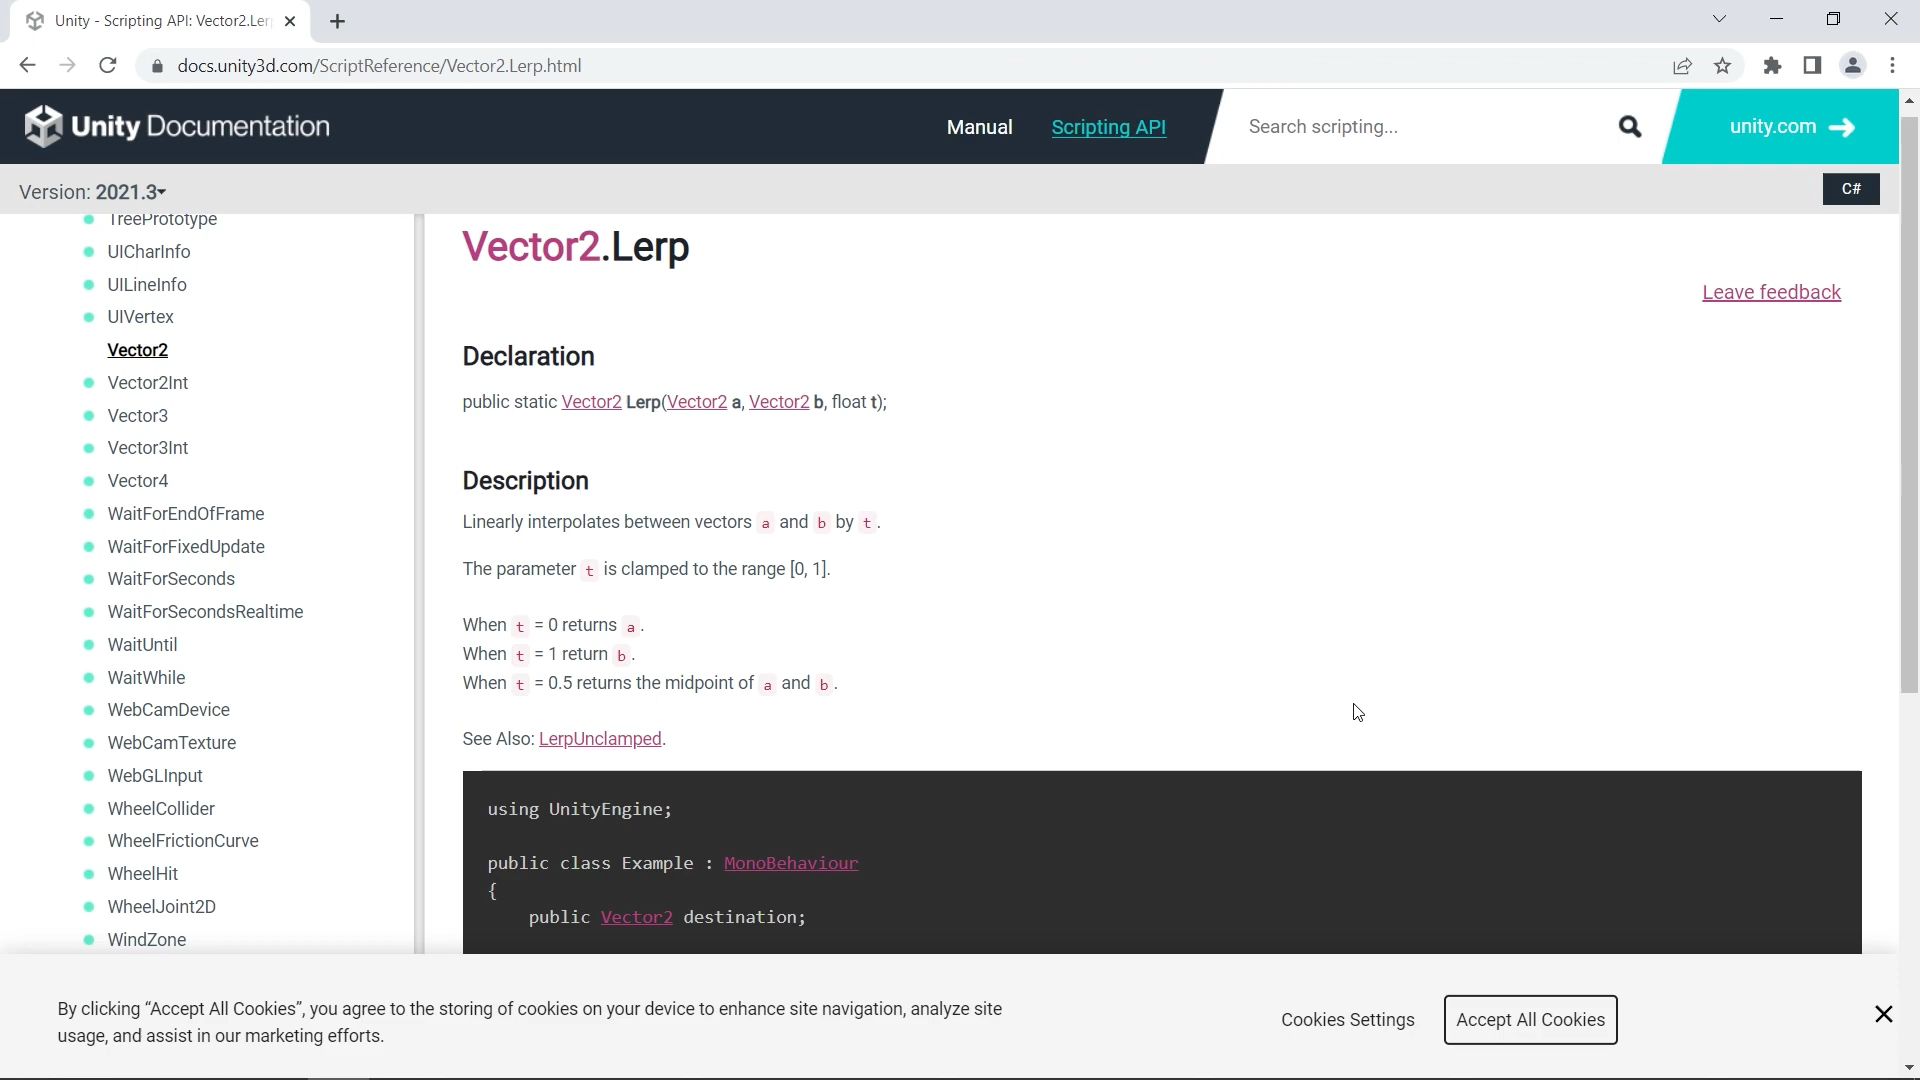 Unity - Scripting API: Vector2.Ler
docs.unity3d.com/ScriptReference/Vector2.Lerp.html
Unity Documentation
Manual
Scripting API
Search scripting...
unity.com
Version: 2021.3
C#
TreePrototype
UICharInfo
UILineInfo
UIVertex
Vector2
Vector2Int
Vector3
Vector3Int
Vector4
WaitForEndOfFrame
WaitForFixedUpdate
WaitForSeconds
WaitForSecondsRealtime
WaitUntil
WaitWhile
WebCamDevice
WebCamTexture
WebGLInput
WheelCollider
WheelFrictionCurve
WheelHit
WheelJoint2D
WindZone
Vector2.Lerp
Leave feedback
Declaration
public static Vector2 Lerp(Vector2 a, Vector2 b, float t);
Description
Linearly interpolates between vectors a and b by t.
The parameter t is clamped to the range [0, 1].
When t = 0 returns a.
When t = 1 return b.
When t = 0.5 returns the midpoint of a and b.
See Also: LerpUnclamped.
using UnityEngine;
public class Example : MonoBehaviour
{
public Vector2 destination;
By clicking “Accept All Cookies”, you agree to the storing of cookies on your device to enhance site navigation, analyze site
usage, and assist in our marketing efforts.
Cookies Settings
Accept All Cookies